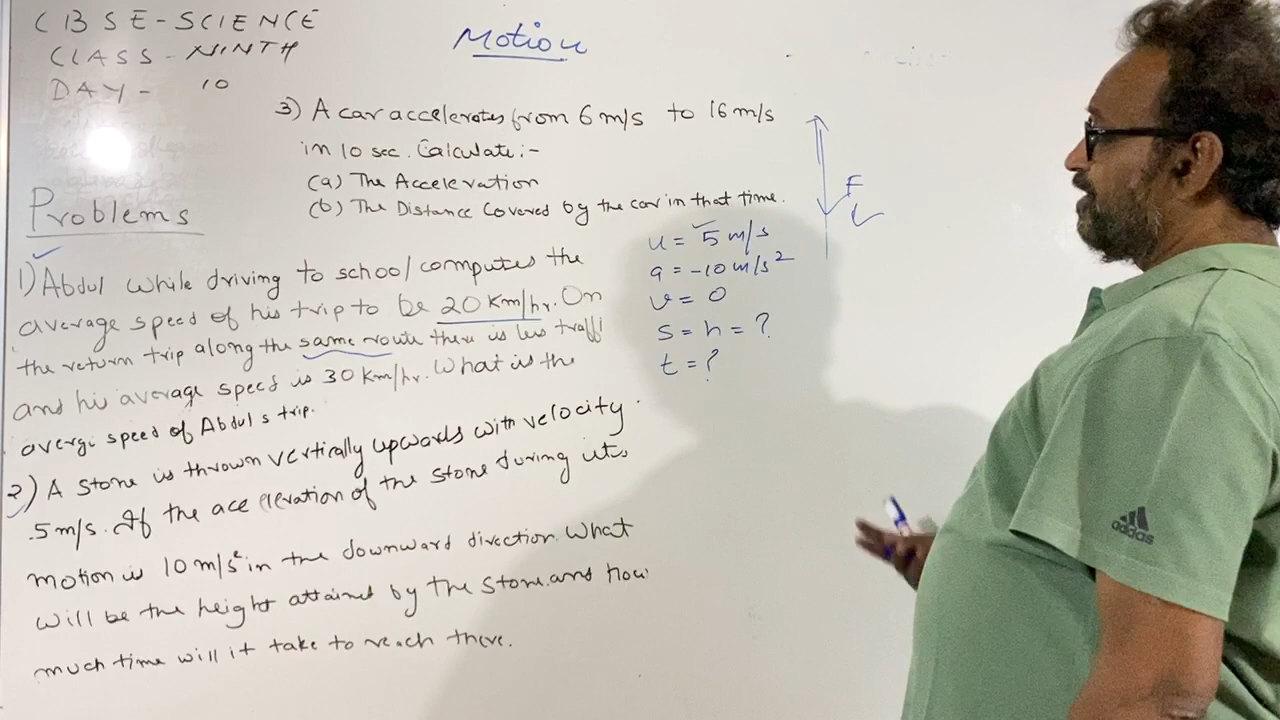 CBSE-SCIENCE
CLASS-NINTH
DAY- 10
Motion
3) A car accelerates from 6 m/s to 16 m/s
in 10 sec. Calculate:-
(a) The Acceleration
(b) The Distance Covered by the car in that time.
Problems
1) Abdul while driving to school computes the
average speed of his trip to be 20 Km/hr. On
the return trip along the same route there is less traffi
and his average speed is 30 km/hr. What is the
averge speed of Abdul s trip.
2) A stone is thrown vertically upwards with velocity
5 m/s. If the acceleration of the stone during its
motion is 10 m/s² in the downward direction. What
will be the height attained by the stone. and how
much time will it take to reach there.
u = 5 m/s
a = -10 m/s²
v = 0
s = h = ?
t = ?
F
adidas